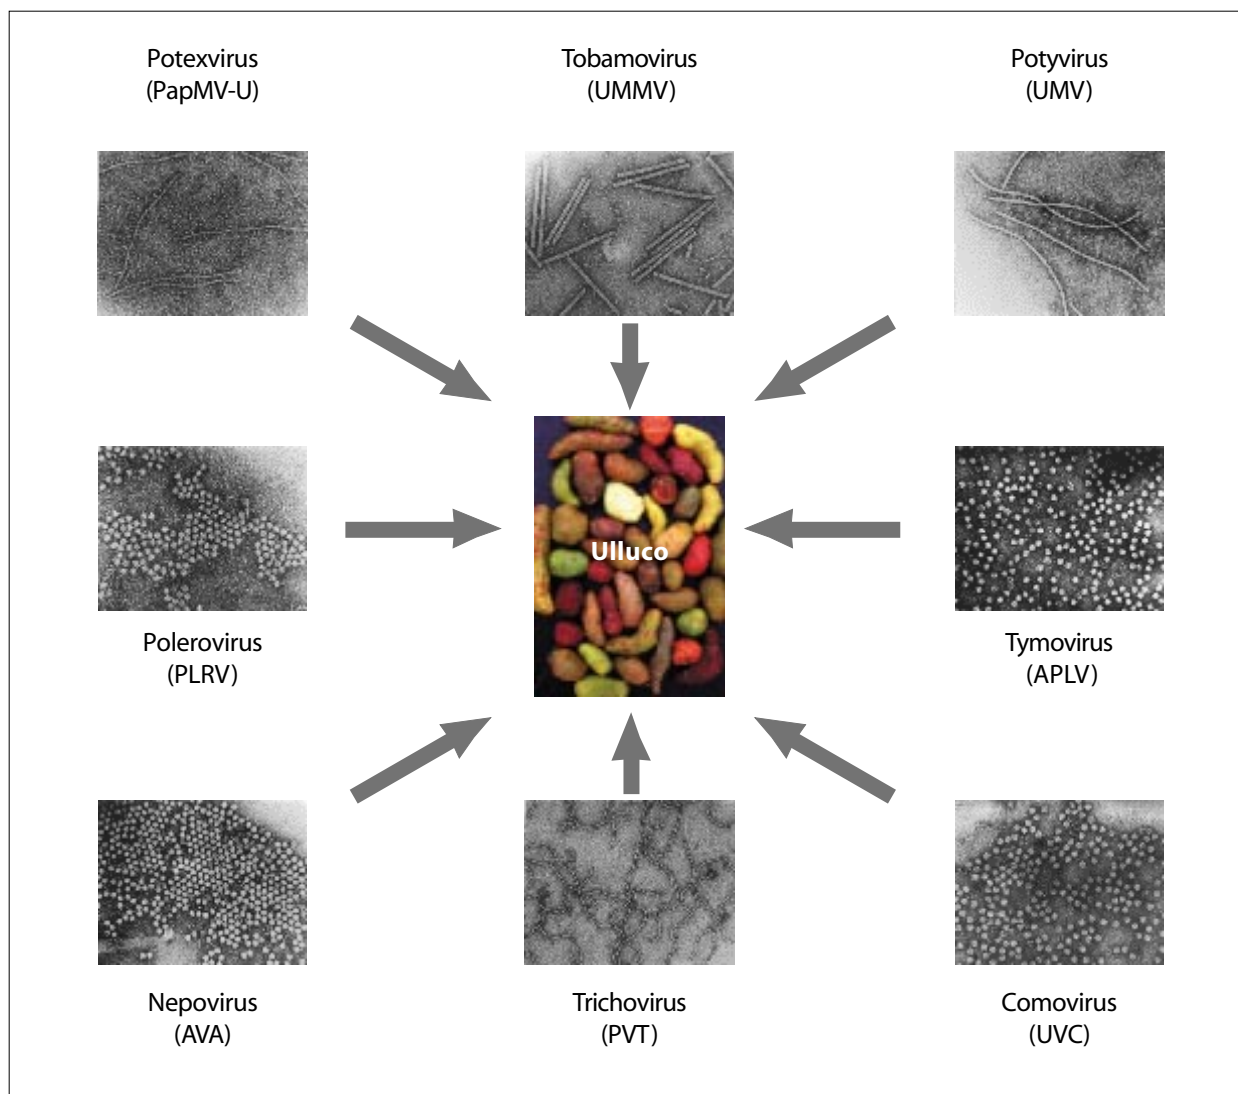 Potexvirus
(PapMV-U)
Tobamovirus
(UMMV)
Potyvirus
(UMV)
Ulluco
Polerovirus
(PLRV)
Tymovirus
(APLV)
Nepovirus
(AVA)
Trichovirus
(PVT)
Comovirus
(UVC)